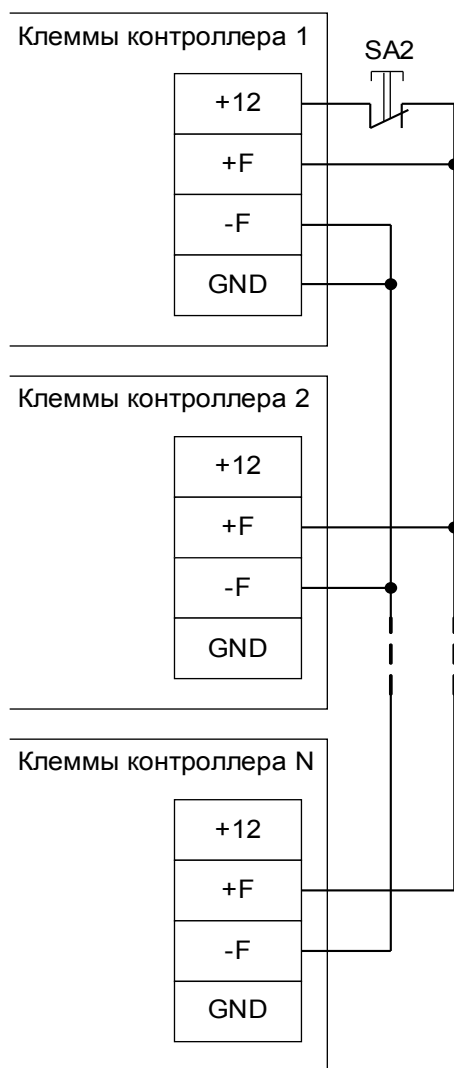 Клеммы контроллера 1
SA2
+12
+F
-F
GND
Клеммы контроллера 2
+12
+F
-F
GND
Клеммы контроллера N
+12
+F
-F
GND